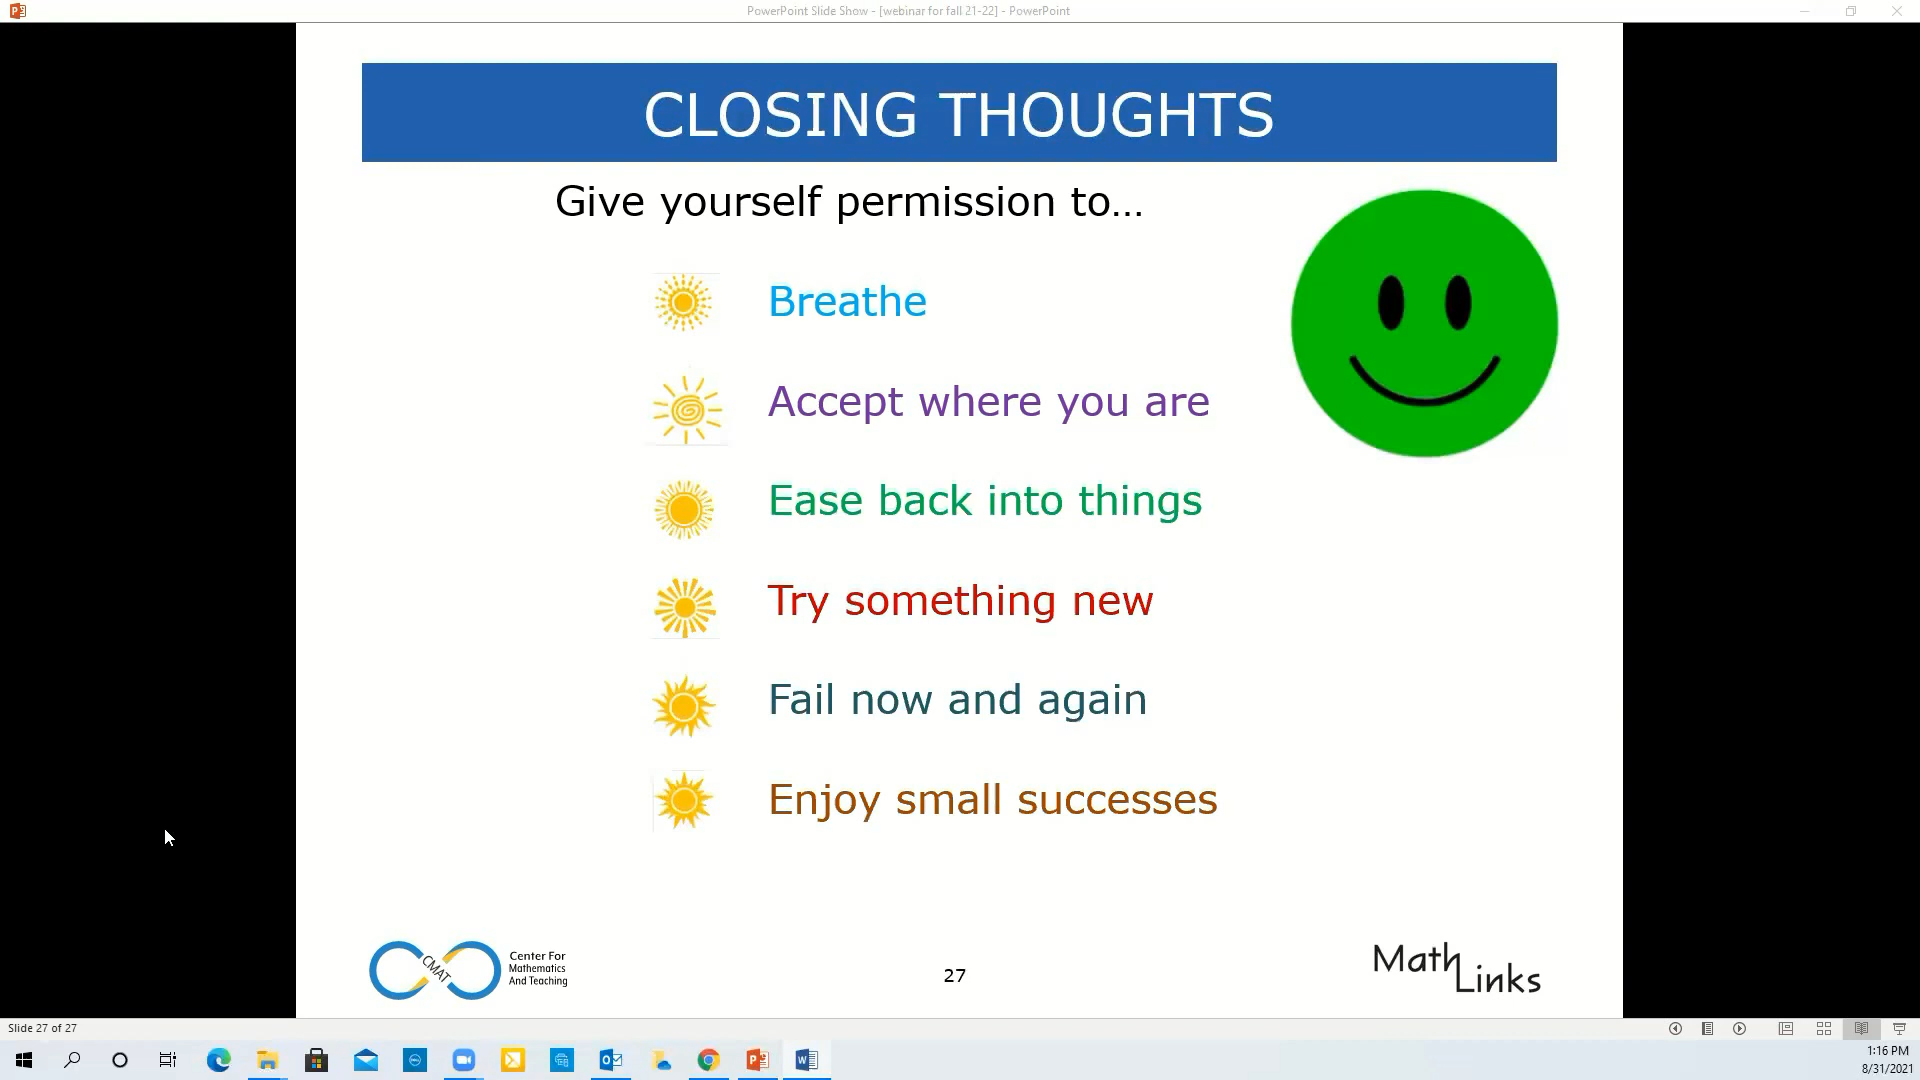 PowerPoint Slide Show - [webinar for fall 21-22] - PowerPoint
CLOSING THOUGHTS
Give yourself permission to...
Breathe
Accept where you are
Ease back into things
Try something new
Fail now and again
Enjoy small successes
CMAT
Center For
Mathematics
And Teaching
27
Math
Links
Slide 27 of 27
1:16 PM
8/31/2021